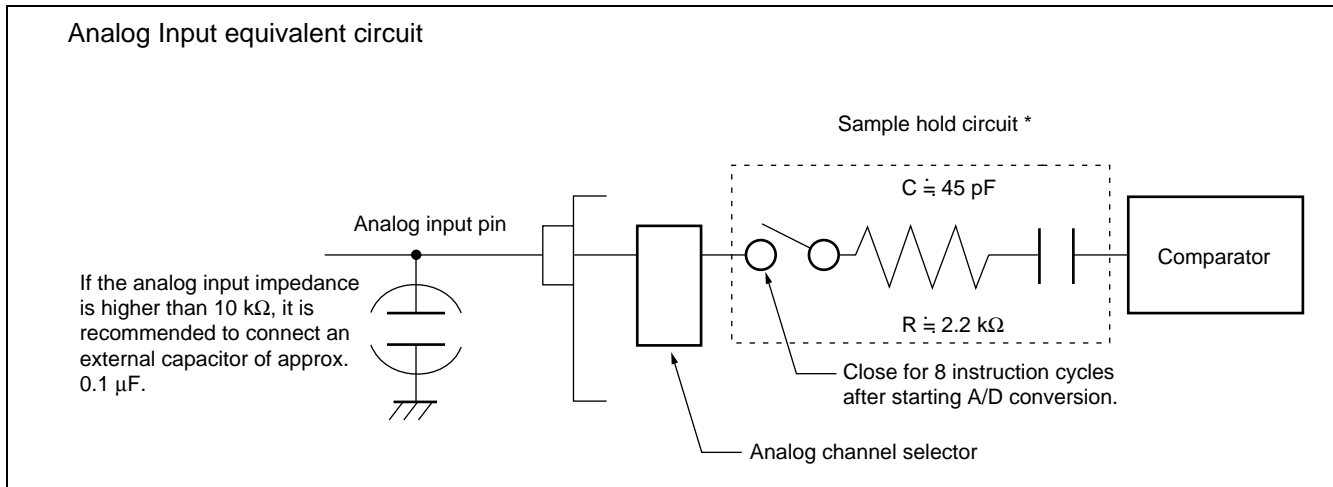 Analog Input equivalent circuit
Sample hold circuit *
C ≒ 45 pF
Analog input pin
Comparator
If the analog input impedance
is higher than 10 kΩ, it is
recommended to connect an
external capacitor of approx.
0.1 μF.
R ≒ 2.2 kΩ
Close for 8 instruction cycles
after starting A/D conversion.
Analog channel selector